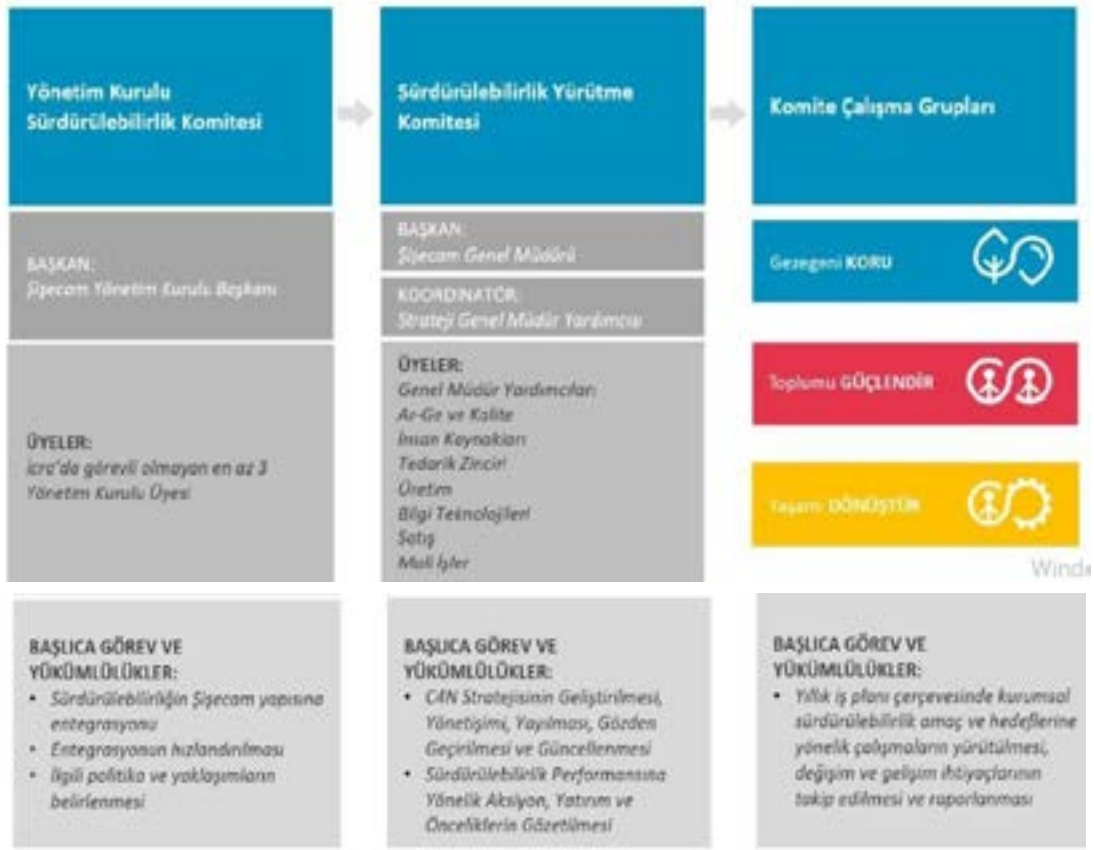 Yönetim Kurulu
Sürdürülebilirlik Komitesi
BAŞKAN:
Şişecam Yönetim Kurulu Başkanı
ÜYELER:
icra'da görevli olmayan en az 3
Yönetim Kurulu Üyesi
Sürdürülebilirlik Yürütme
Komitesi
BAŞKAN:
Şişecam Genel Müdürü
KOORDİNATÖR:
Strateji Genel Müdür Yardımcısı
ÜYELER:
Genel Müdür Yardımcıları
Ar-Ge ve Kalite
İnsan Kaynakları
Tedarik Zinciri
Üretim
Bilgi Teknolojileri
Satış
Mali İşler
Komite Çalışma Grupları
Gezegeni KORU
Toplumu GÜÇLENDİR
Yaşamı DÖNÜŞTÜR
BAŞLICA GÖREV VE
YÜKÜMLÜLÜKLER:
• Sürdürülebilirliğin Şişecam yapısına
entegrasyonu
• Entegrasyonun hızlandırılması
• İlgili politika ve yaklaşımların
belirlenmesi
BAŞLICA GÖREV VE
YÜKÜMLÜLÜKLER:
• C4N Stratejisinin Geliştirilmesi,
Yönetişimi, Yayılması, Gözden
Geçirilmesi ve Güncellenmesi
• Sürdürülebilirlik Performansına
Yönelik Aksiyon, Yatırım ve
Önceliklerin Gözetilmesi
BAŞLICA GÖREV VE
YÜKÜMLÜLÜKLER:
• Yıllık iş planı çerçevesinde kurumsal
sürdürülebilirlik amaç ve hedeflerine
yönelik çalışmaların yürütülmesi,
değişim ve gelişim ihtiyaçlarının
takip edilmesi ve raporlanması